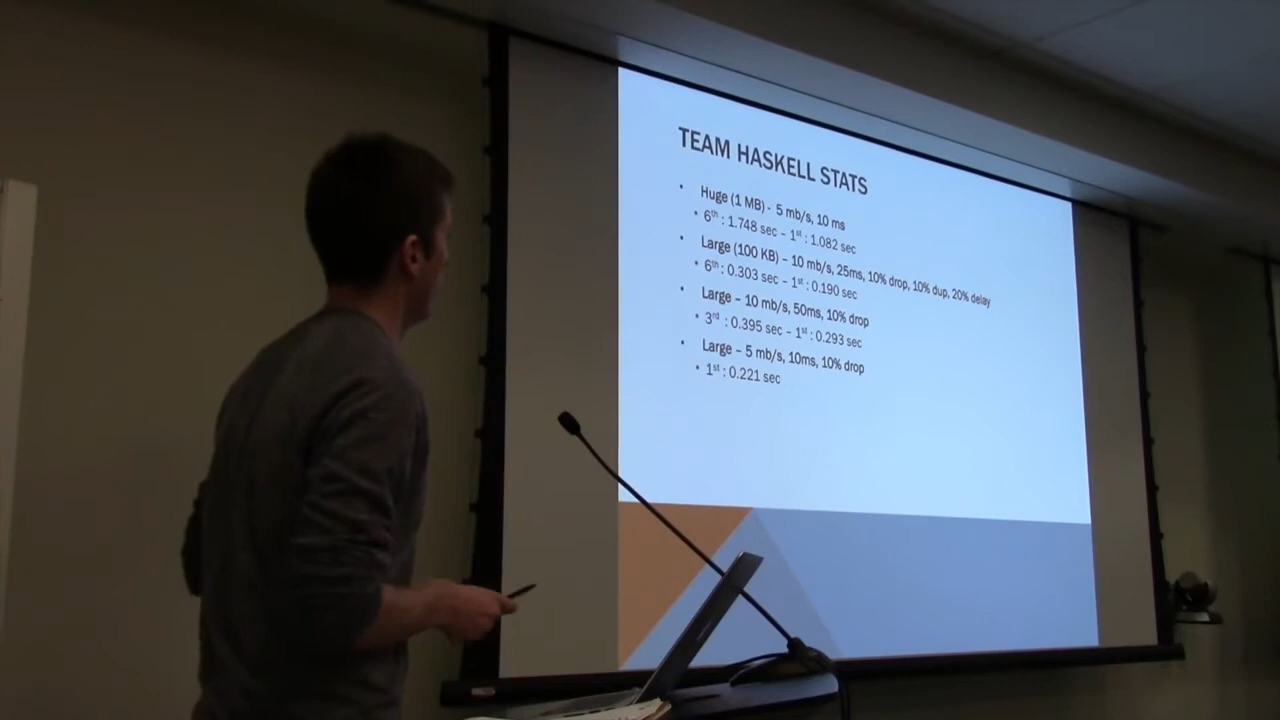 TEAM HASKELL STATS
• Huge (1 MB) - 5 mb/s, 10 ms
• 6th : 1.748 sec – 1st : 1.082 sec
• Large (100 KB) – 10 mb/s, 25ms, 10% drop, 10% dup, 20% delay
• 6th : 0.303 sec – 1st : 0.190 sec
• Large – 10 mb/s, 50ms, 10% drop
• 3rd : 0.395 sec – 1st : 0.293 sec
• Large – 5 mb/s, 10ms, 10% drop
• 1st : 0.221 sec